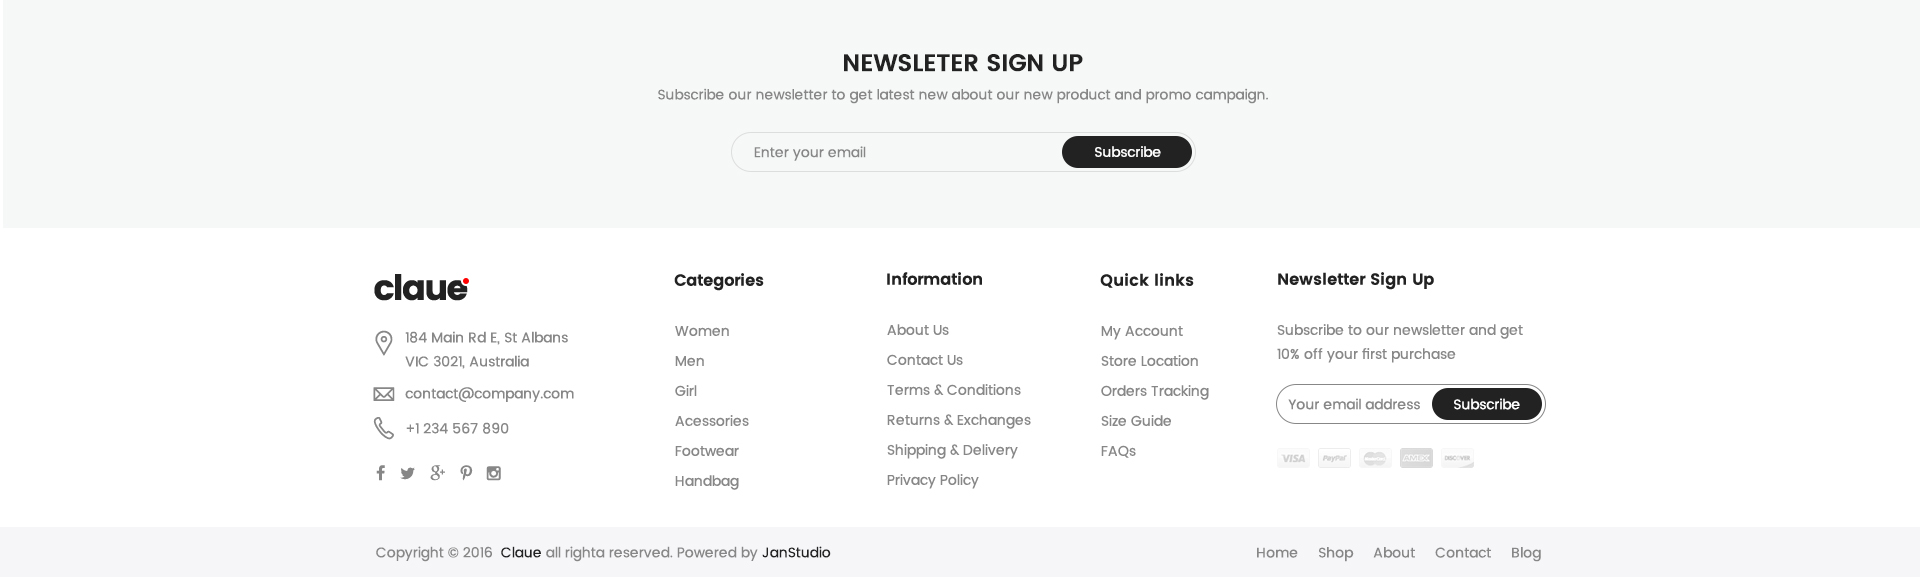 NEWSLETER SIGN UP
Subscribe our newsletter to get latest new about our new product and promo campaign.
Enter your email
Subscribe
claue
184 Main Rd E, St Albans
VIC 3021, Australia
contact@company.com
+1 234 567 890
Categories
Women
Men
Girl
Acessories
Footwear
Handbag
Information
About Us
Contact Us
Terms & Conditions
Returns & Exchanges
Shipping & Delivery
Privacy Policy
Quick links
My Account
Store Location
Orders Tracking
Size Guide
FAQs
Newsletter Sign Up
Subscribe to our newsletter and get
10% off your first purchase
Your email address
Subscribe
VISA PayPal AMEX DISCOVER
Copyright © 2016 Claue all righta reserved. Powered by JanStudio
Home Shop About Contact Blog